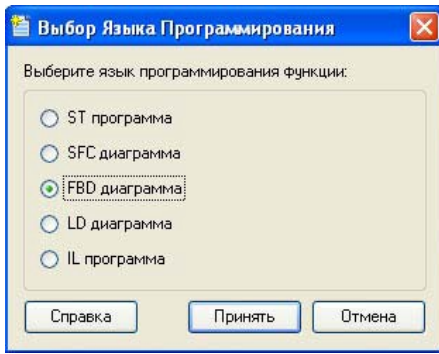 Выбор Языка Программирования
Выберите язык программирования функции:
ST программа
SFC диаграмма
FBD диаграмма
LD диаграмма
IL программа
Справка Принять Отмена